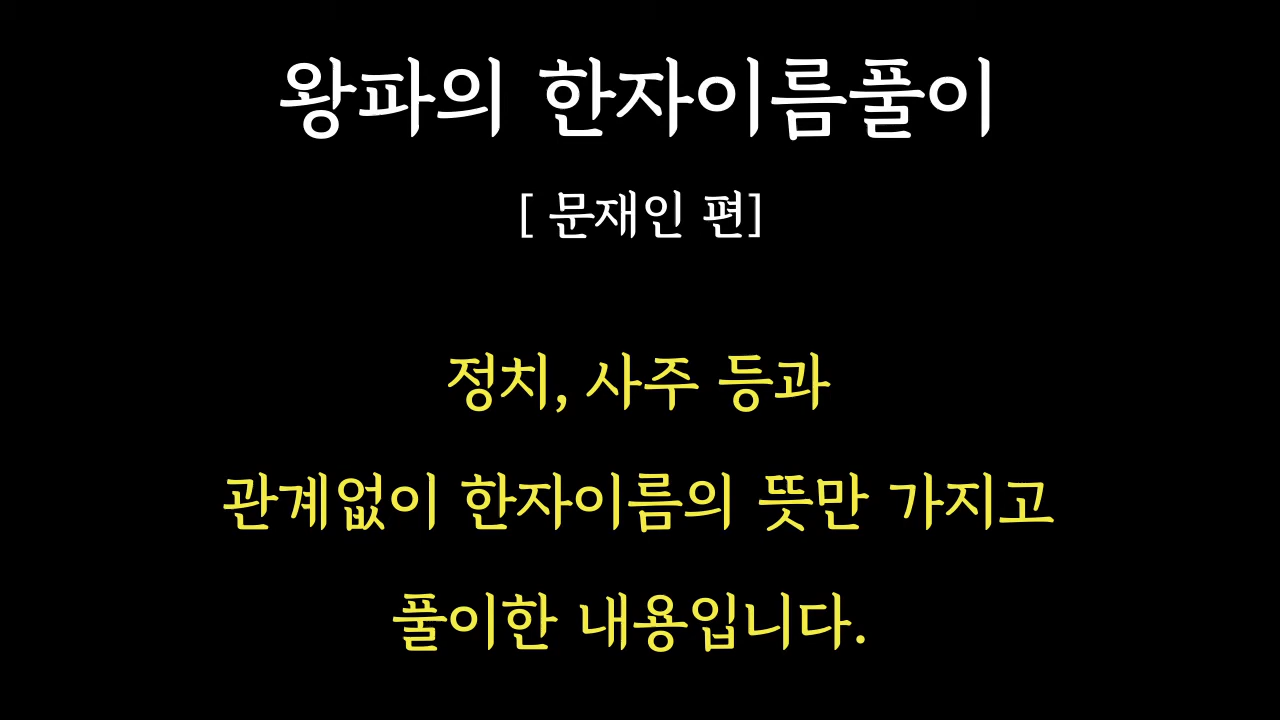 왕파의 한자이름풀이
[ 문재인 편]
정치, 사주 등과
관계없이 한자이름의 뜻만 가지고
풀이한 내용입니다.